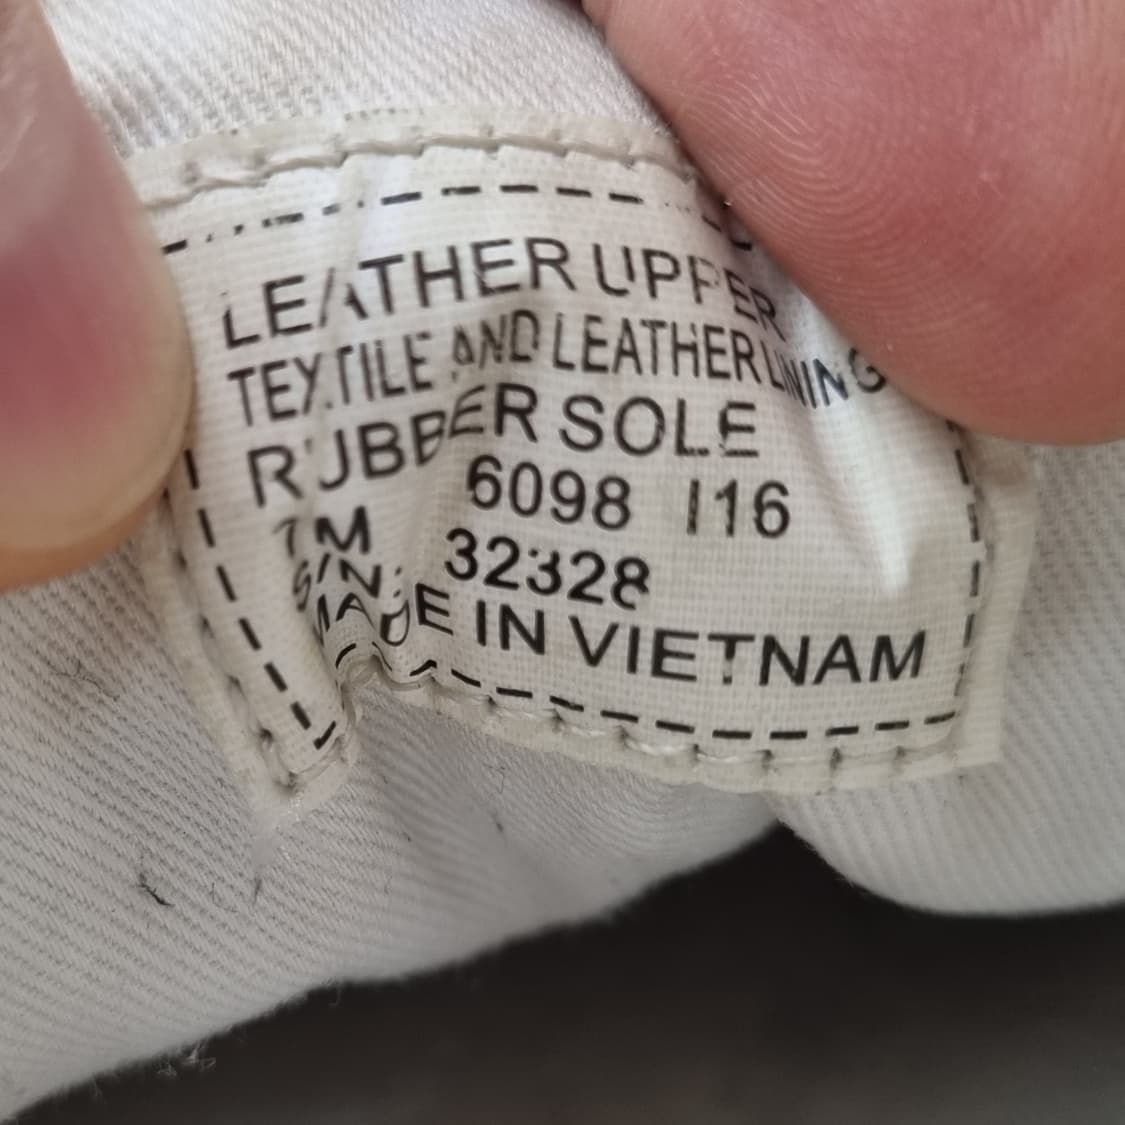 LEATHER UPPER
TEXTILE AND LEATHER LINING
RUBBER SOLE
7M 6098 I16
S/N: 32328
MADE IN VIETNAM